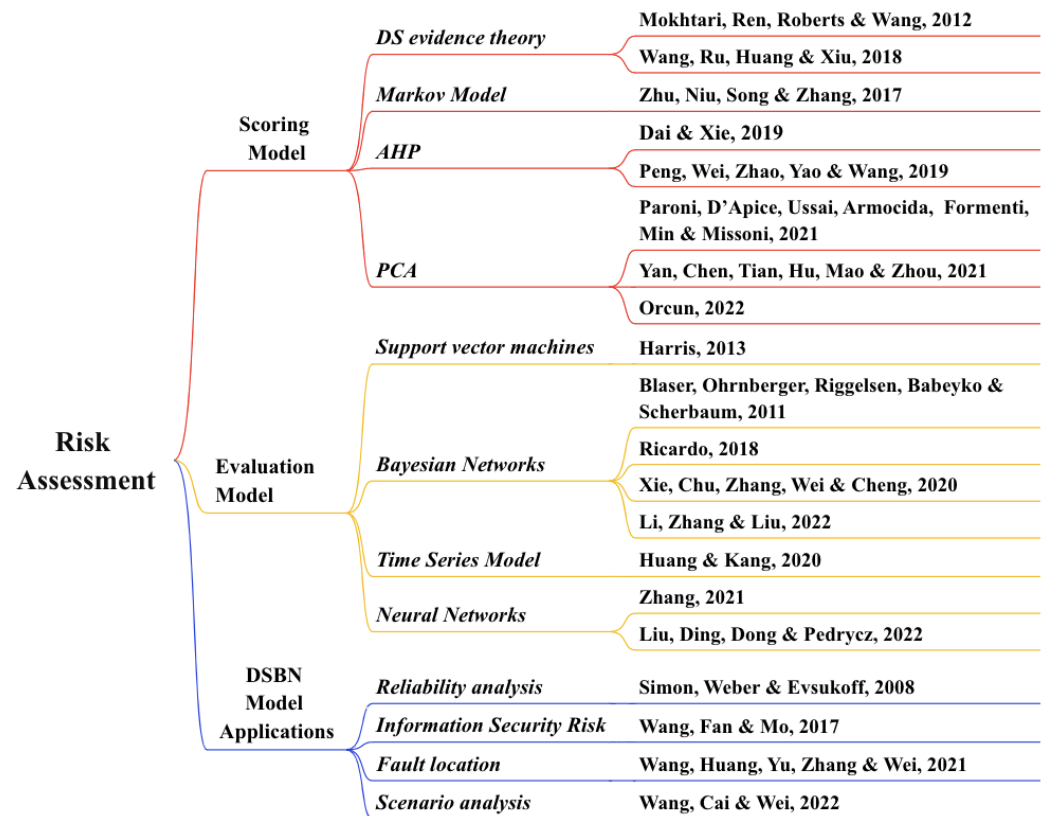 Risk
Assessment
Scoring
Model
DS evidence theory
Mokhtari, Ren, Roberts & Wang, 2012
Wang, Ru, Huang & Xiu, 2018
Markov Model
Zhu, Niu, Song & Zhang, 2017
AHP
Dai & Xie, 2019
Peng, Wei, Zhao, Yao & Wang, 2019
PCA
Paroni, D’Apice, Ussai, Armocida, Formenti,
Min & Missoni, 2021
Yan, Chen, Tian, Hu, Mao & Zhou, 2021
Orcun, 2022
Evaluation
Model
Support vector machines
Harris, 2013
Bayesian Networks
Blaser, Ohrnberger, Riggelsen, Babeyko &
Scherbaum, 2011
Ricardo, 2018
Xie, Chu, Zhang, Wei & Cheng, 2020
Li, Zhang & Liu, 2022
Time Series Model
Huang & Kang, 2020
Neural Networks
Zhang, 2021
Liu, Ding, Dong & Pedrycz, 2022
DSBN
Model
Applications
Reliability analysis
Simon, Weber & Evsukoff, 2008
Information Security Risk
Wang, Fan & Mo, 2017
Fault location
Wang, Huang, Yu, Zhang & Wei, 2021
Scenario analysis
Wang, Cai & Wei, 2022